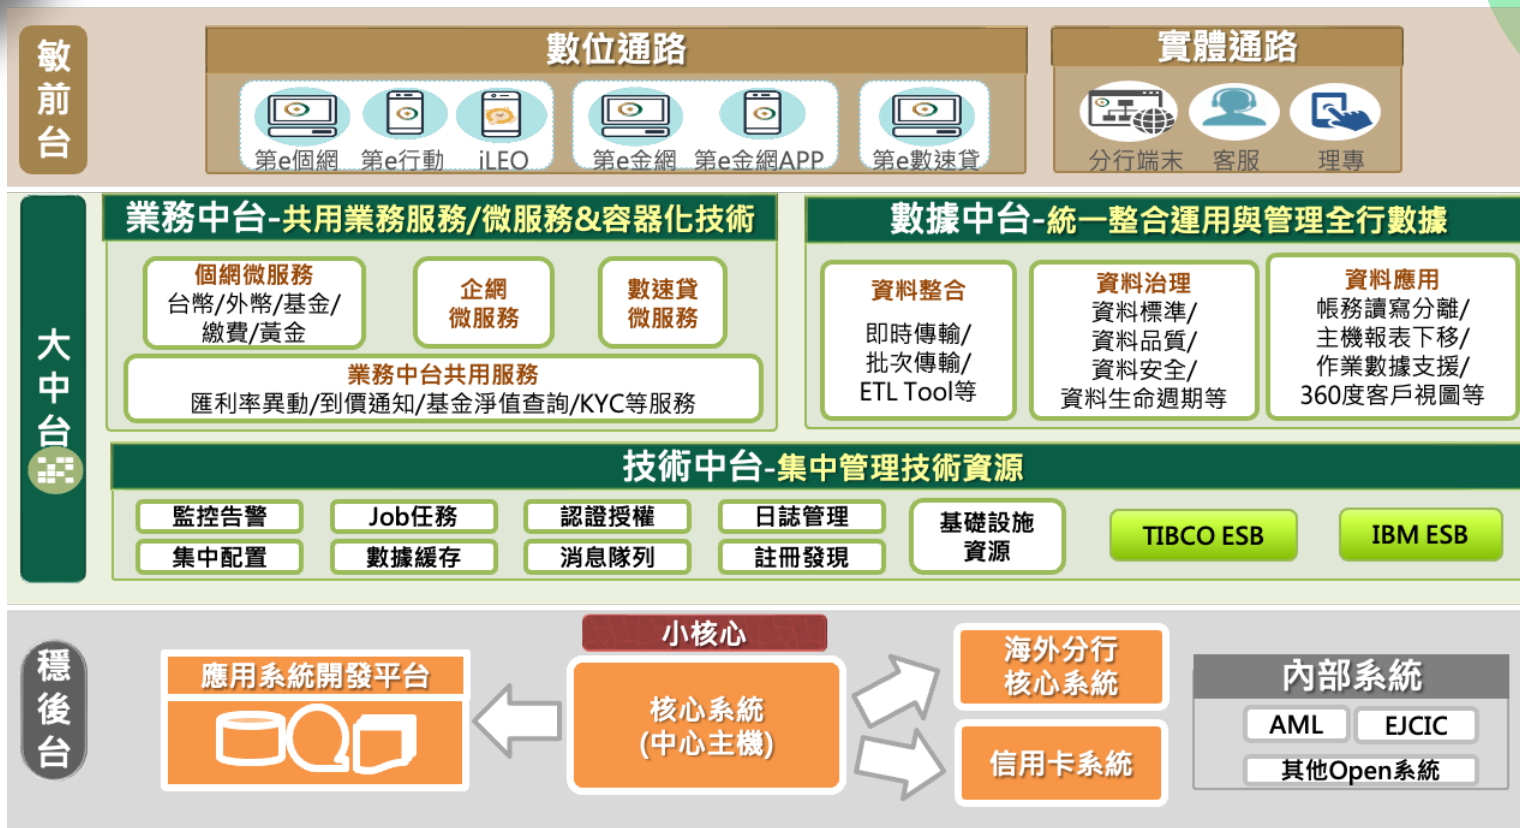 敏前台
數位通路
第e個網
第e行動
iLEO
第e金網
第e金網APP
第e數速貸
實體通路
分行端末
客服
理專
大中台
業務中台-共用業務服務/微服務&容器化技術
個網微服務
台幣/外幣/基金/
繳費/黃金
企網
微服務
數速貸
微服務
業務中台共用服務
匯利率異動/到價通知/基金淨值查詢/KYC等服務
數據中台-統一整合運用與管理全行數據
資料整合
即時傳輸/
批次傳輸/
ETL Tool等
資料治理
資料標準/
資料品質/
資料安全/
資料生命週期等
資料應用
帳務讀寫分離/
主機報表下移/
作業數據支援/
360度客戶視圖等
技術中台-集中管理技術資源
監控告警
Job任務
認證授權
日誌管理
集中配置
數據緩存
消息隊列
註冊發現
基礎設施
資源
TIBCO ESB
IBM ESB
穩後台
應用系統開發平台
小核心
核心系統
(中心主機)
海外分行
核心系統
信用卡系統
內部系統
AML
EJCIC
其他Open系統